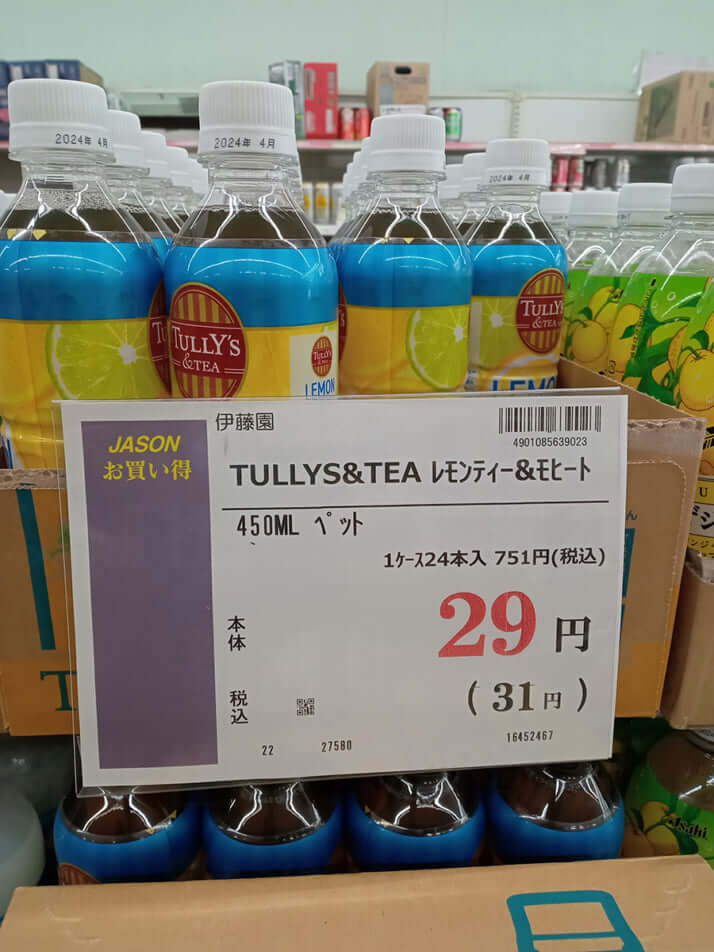 2024年 4月
2024年 4月
2024年 4月
TULLY'S
& TEA
LEMON
TULLY'S
& TEA
LEMON
JASON
お買い得
伊藤園
4901085639023
TULLYS&TEA ﾚﾓﾝﾃｨｰ&ﾓﾋｰﾄ
450ML ﾍﾟｯﾄ
1ｹｰｽ24本入 751円(税込)
本体
29円
税込
(31円)
22
27580
16452467
Asahi